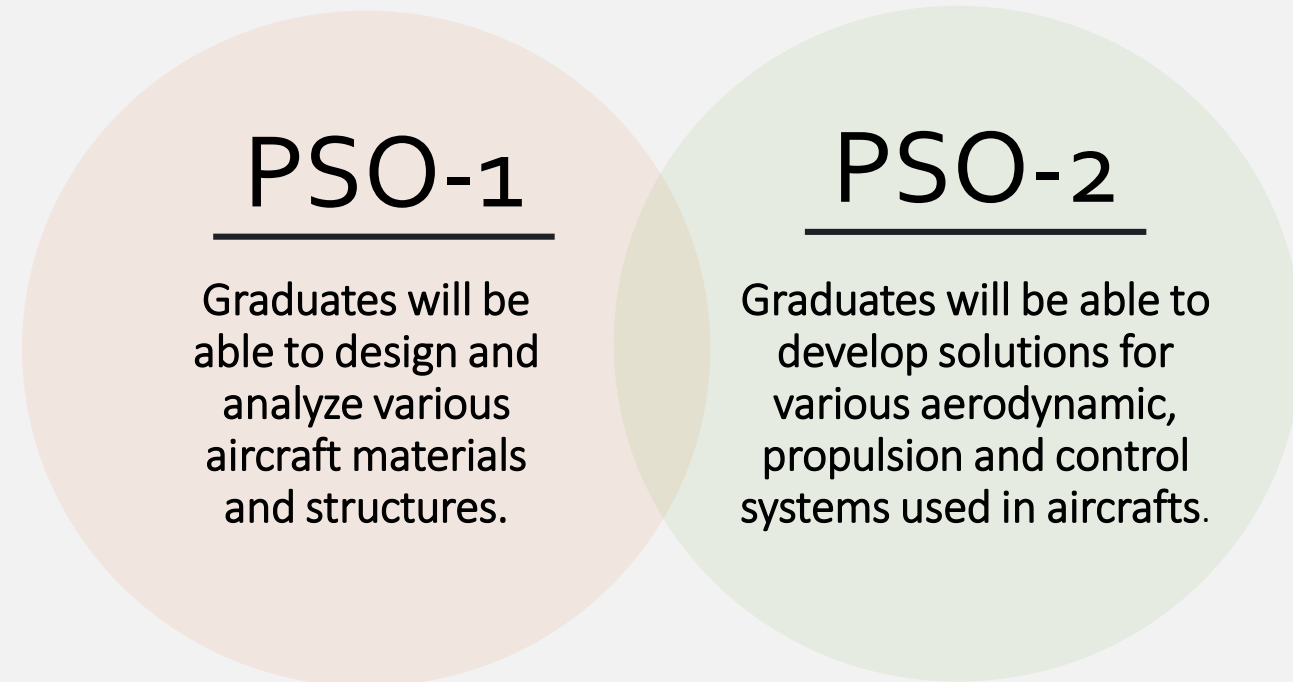 PSO-1
Graduates will be
able to design and
analyze various
aircraft materials
and structures.
PSO-2
Graduates will be able to
develop solutions for
various aerodynamic,
propulsion and control
systems used in aircrafts.